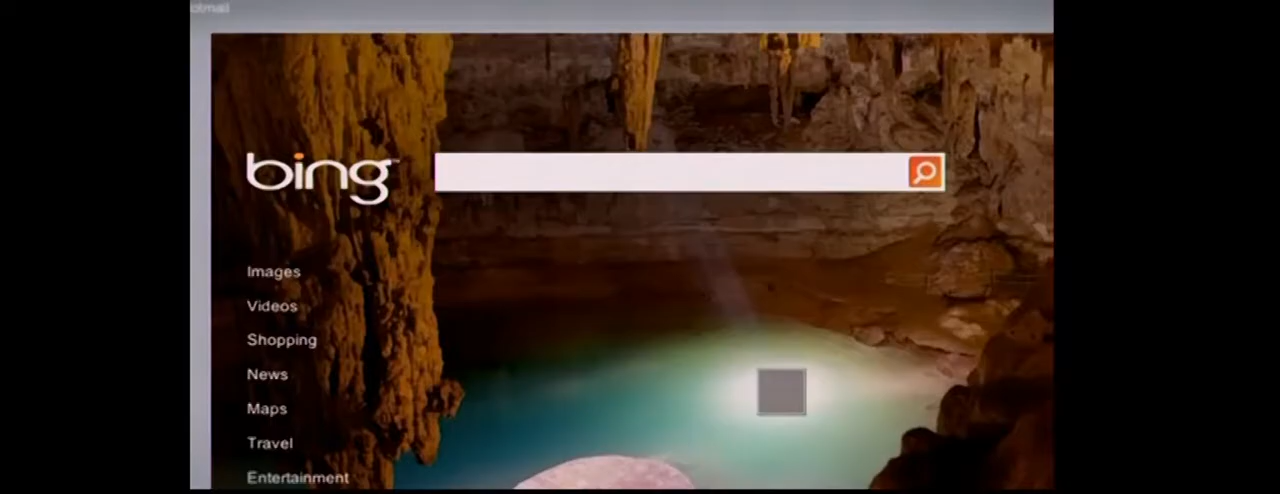 bing
Images
Videos
Shopping
News
Maps
Travel
Entertainment